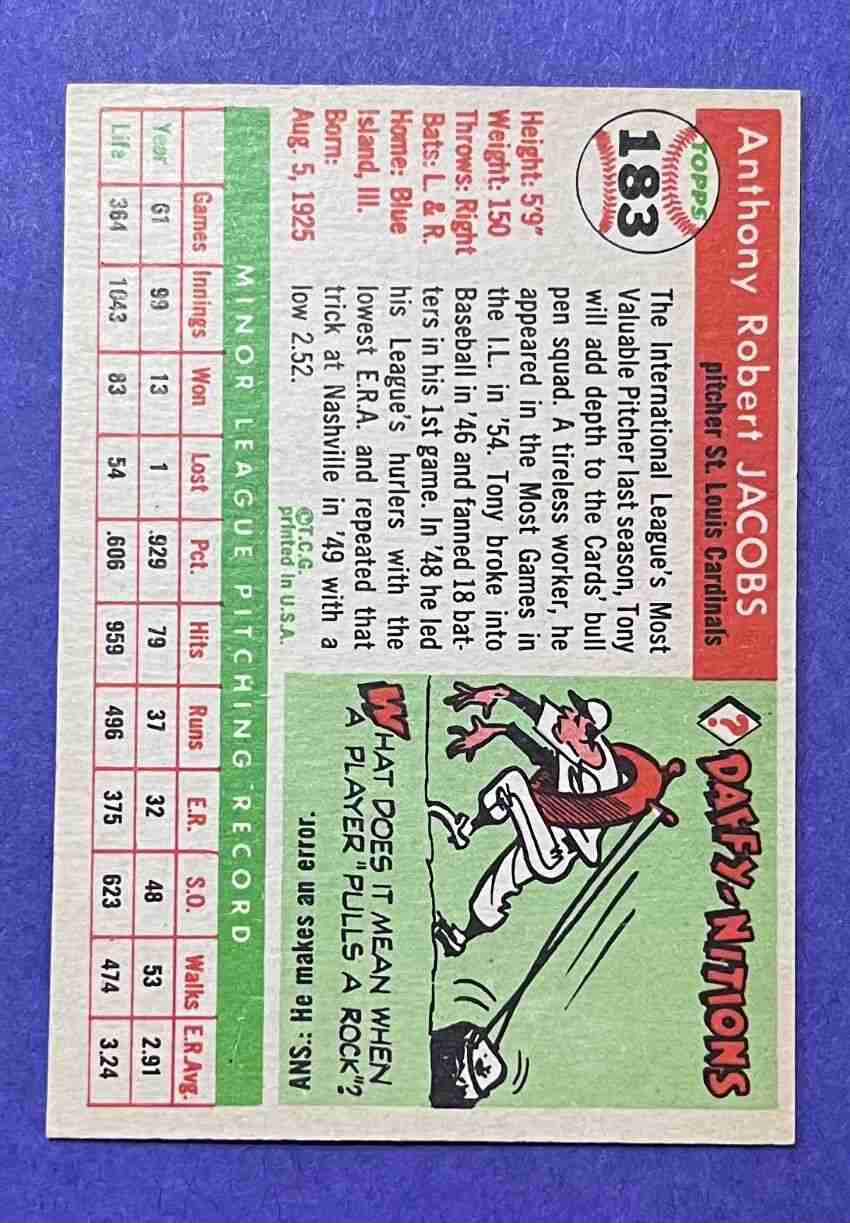 TOPPS
183
Anthony Robert JACOBS
pitcher St. Louis Cardinals
Height: 5'9"
Weight: 150
Throws: Right
Bats: L. & R.
Home: Blue
Island, Ill.
Born:
Aug. 5, 1925
The International League's Most
Valuable Pitcher last season, Tony
will add depth to the Cards' bull
pen squad. A tireless worker, he
appeared in the Most Games in
the I.L. in '54. Tony broke into
Baseball in '46 and fanned 18 bat-
ters in his 1st game. In '48 he led
his League's hurlers with the
lowest E.R.A. and repeated that
trick at Nashville in '49 with a
low 2.52.
©T.C.G.
printed in U.S.A.
? DAFFY-NITIONS
WHAT DOES IT MEAN WHEN
A PLAYER "PULLS A ROCK"?
ANS.: He makes an error.
MINOR LEAGUE PITCHING RECORD
Games Innings Won Lost Pct. Hits Runs E.R. S.O. Walks E.R.Avg.
Year 61 99 13 1 .929 79 37 32 48 53 2.91
Life 364 1043 83 54 .606 959 496 375 623 474 3.24